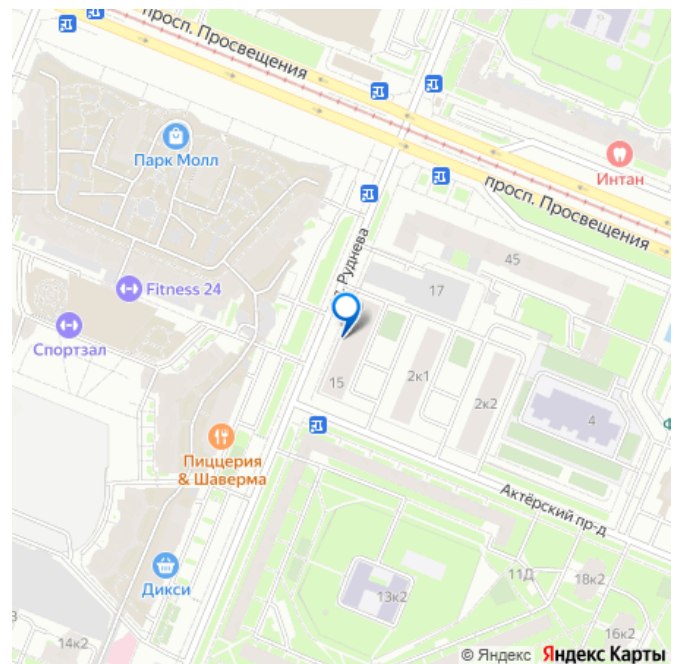 просп. Просвещения
Парк Молл
Интан
просп. Просвещения
Руднева
45
17
Fitness 24
Спортзал
15
2к1
2к2
4
Пиццерия
& Шаверма
Актёрский пр-д
Дикси
11Д
18к2
13к2
16к2
14к2
© Яндекс Яндекс Карты